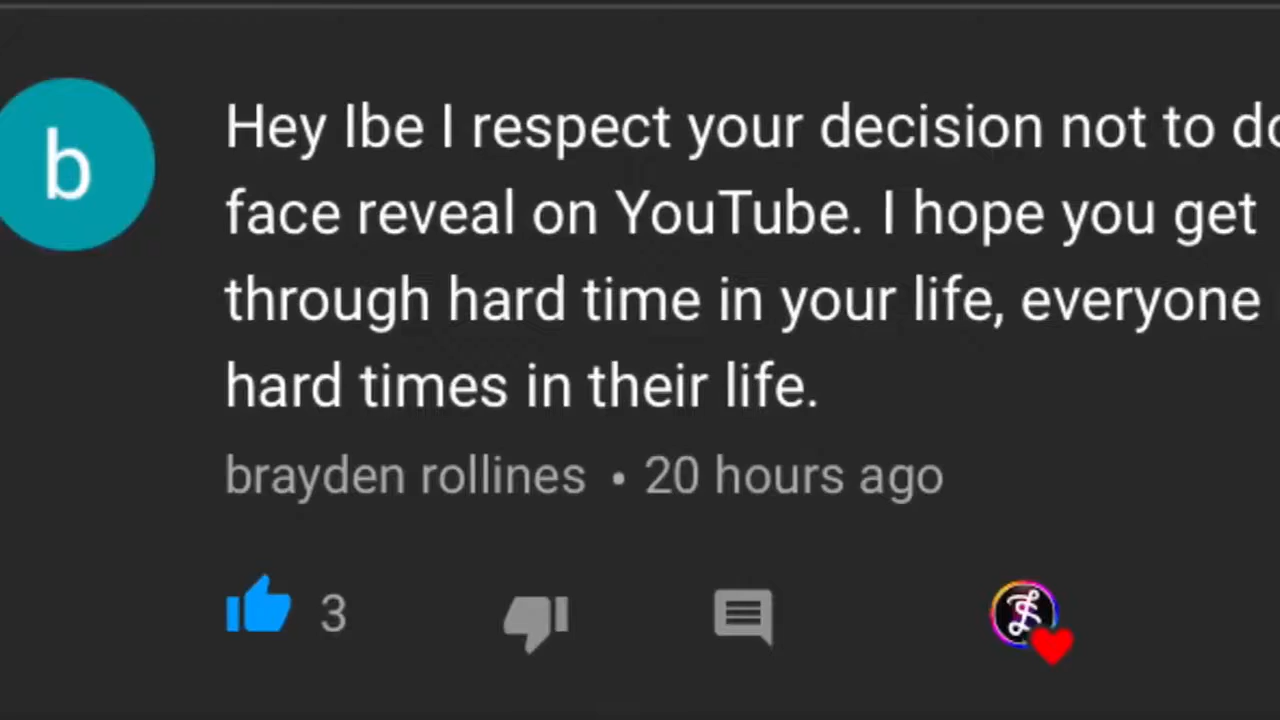 b
Hey Ibe I respect your decision not to do
face reveal on YouTube. I hope you get
through hard time in your life, everyone
hard times in their life.
brayden rollines • 20 hours ago
3